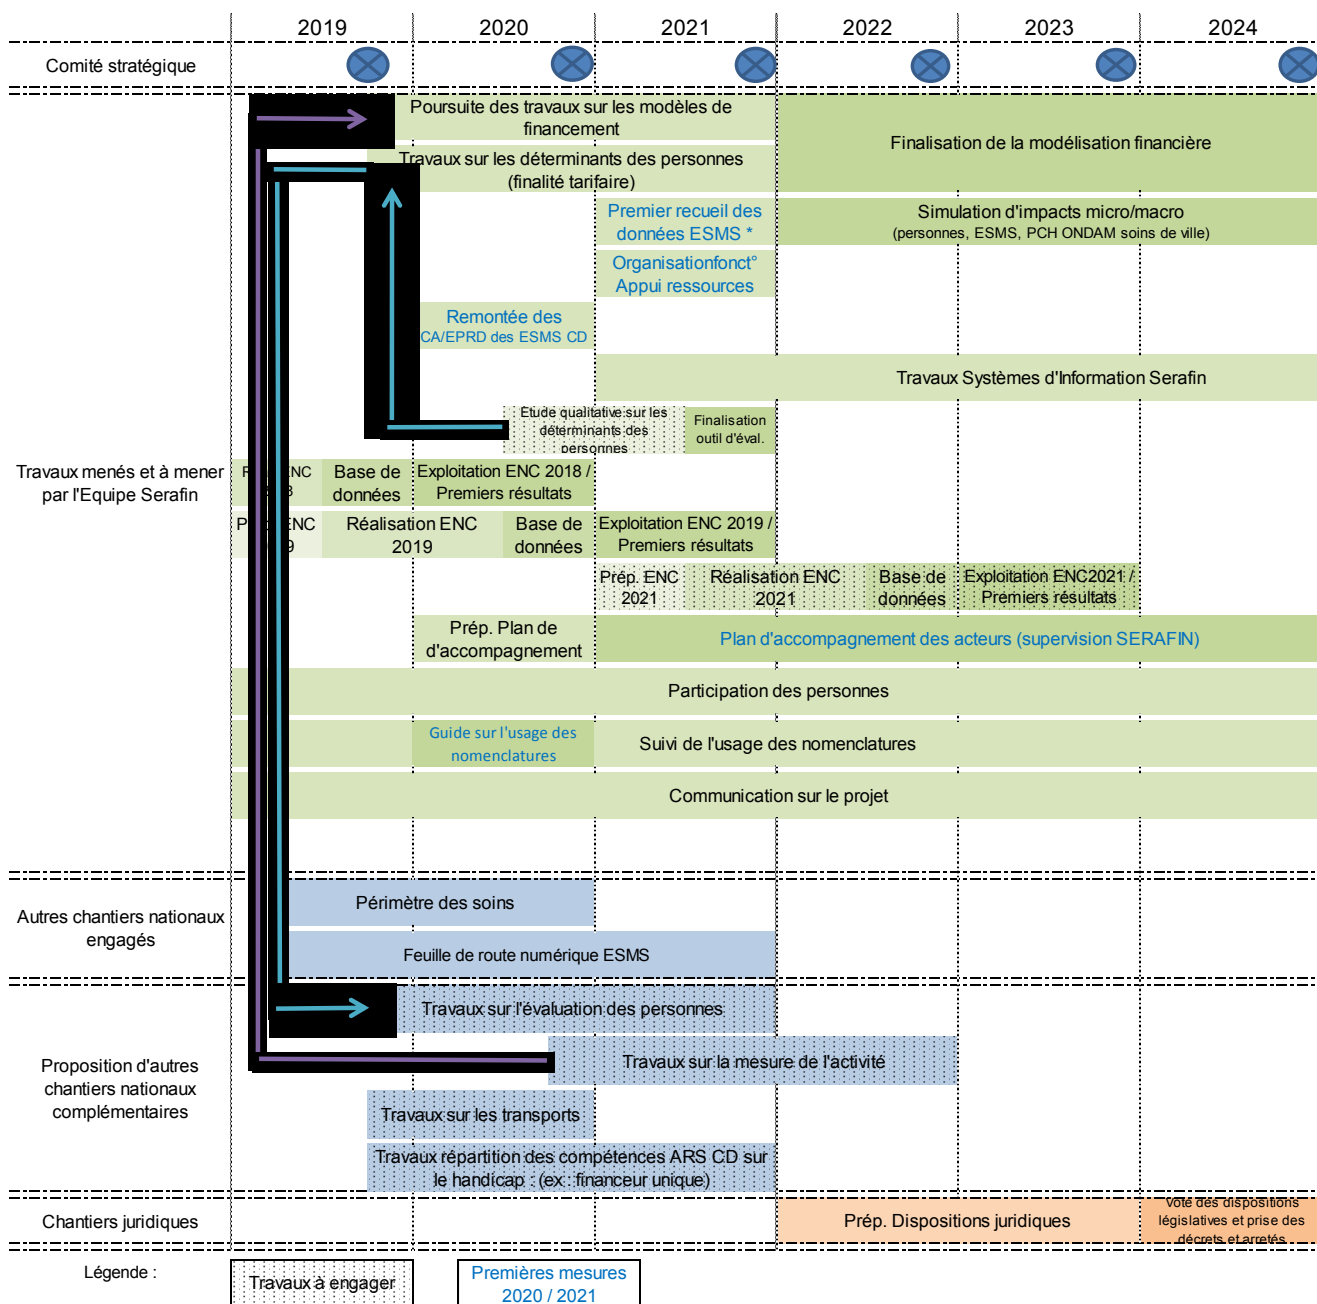 2019 2020 2021 2022 2023 2024
Comité stratégique
Poursuite des travaux sur les modèles de
financement
Finalisation de la modélisation financière
Travaux sur les déterminants des personnes
(finalité tarifaire)
Premier recueil des
données ESMS *
Simulation d'impacts micro/macro
(personnes, ESMS, PCH ONDAM soins de ville)
Organisationfonct°
Appui ressources
Remontée des
CA/EPRD des ESMS CD
Travaux Systèmes d'Information Serafin
Etude qualitative sur les
déterminants des
personnes
Finalisation
outil d'éval.
Travaux menés et à mener
par l'Equipe Serafin
ENC
Base de
données
Exploitation ENC 2018 /
Premiers résultats
ENC
Réalisation ENC
2019
Base de
données
Exploitation ENC 2019 /
Premiers résultats
Prép. ENC
2021
Réalisation ENC
2021
Base de
données
Exploitation ENC2021 /
Premiers résultats
Prép. Plan de
d'accompagnement
Plan d'accompagnement des acteurs (supervision SERAFIN)
Participation des personnes
Guide sur l'usage des
nomenclatures
Suivi de l'usage des nomenclatures
Communication sur le projet
Autres chantiers nationaux
engagés
Périmètre des soins
Feuille de route numérique ESMS
Proposition d'autres
chantiers nationaux
complémentaires
Travaux sur l'évaluation des personnes
Travaux sur la mesure de l'activité
Travaux sur les transports
Travaux répartition des compétences ARS CD sur
le handicap : (ex : financeur unique)
Chantiers juridiques
Prép. Dispositions juridiques
Vote des dispositions
législatives et prise des
décrets et arretés
Légende :
Travaux à engager
Premières mesures
2020 / 2021